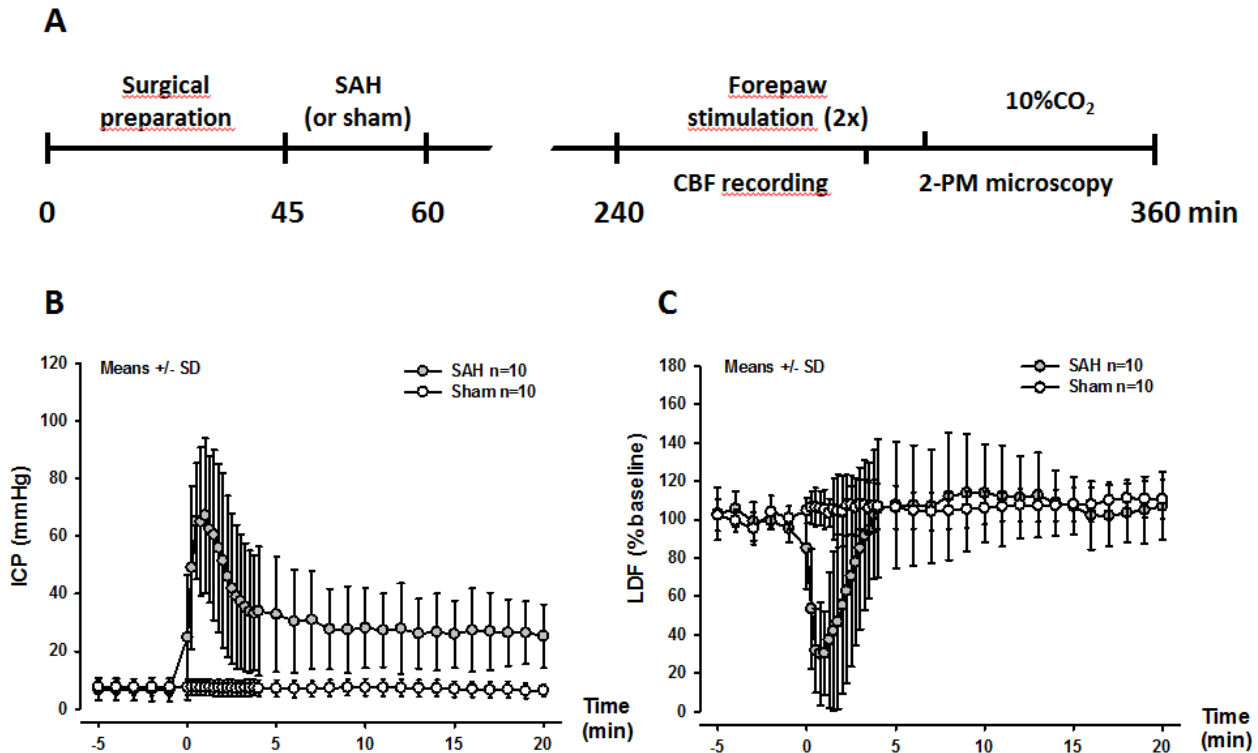 A
Surgical
preparation
SAH
(or sham)
Forepaw
stimulation (2x)
10%CO₂
CBF recording
2-PM microscopy
0
45
60
240
360 min
B
Means +/- SD
SAH n=10
Sham n=10
ICP (mmHg)
120
100
80
60
40
20
0
-5
0
5
10
15
20
Time
(min)
C
Means +/- SD
SAH n=10
Sham n=10
LDF (% baseline)
180
160
140
120
100
80
60
40
20
0
-5
0
5
10
15
20
Time
(min)